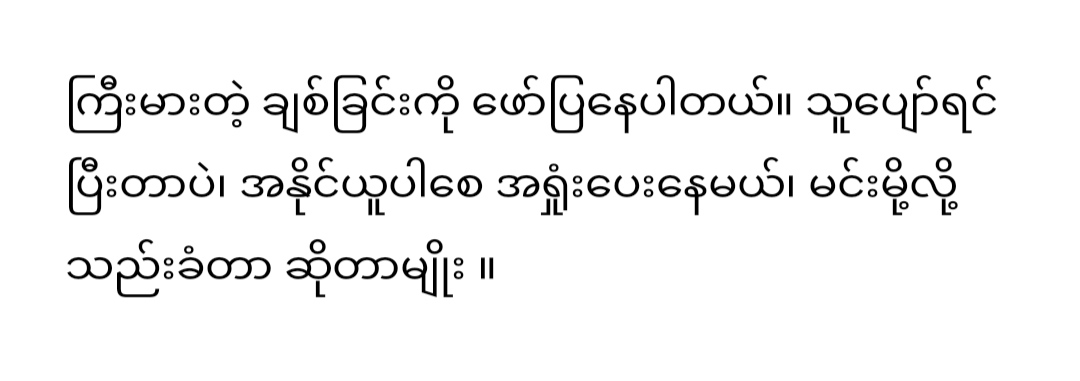 ကြီးမားတဲ့ ချစ်ခြင်းကို ဖော်ပြနေပါတယ်။ သူပျော်ရင်
ပြီးတာပဲ၊ အနိုင်ယူပါစေ အရှုံးပေးနေမယ်၊ မင်းမို့လို့
သည်းခံတာ ဆိုတာမျိုး ။